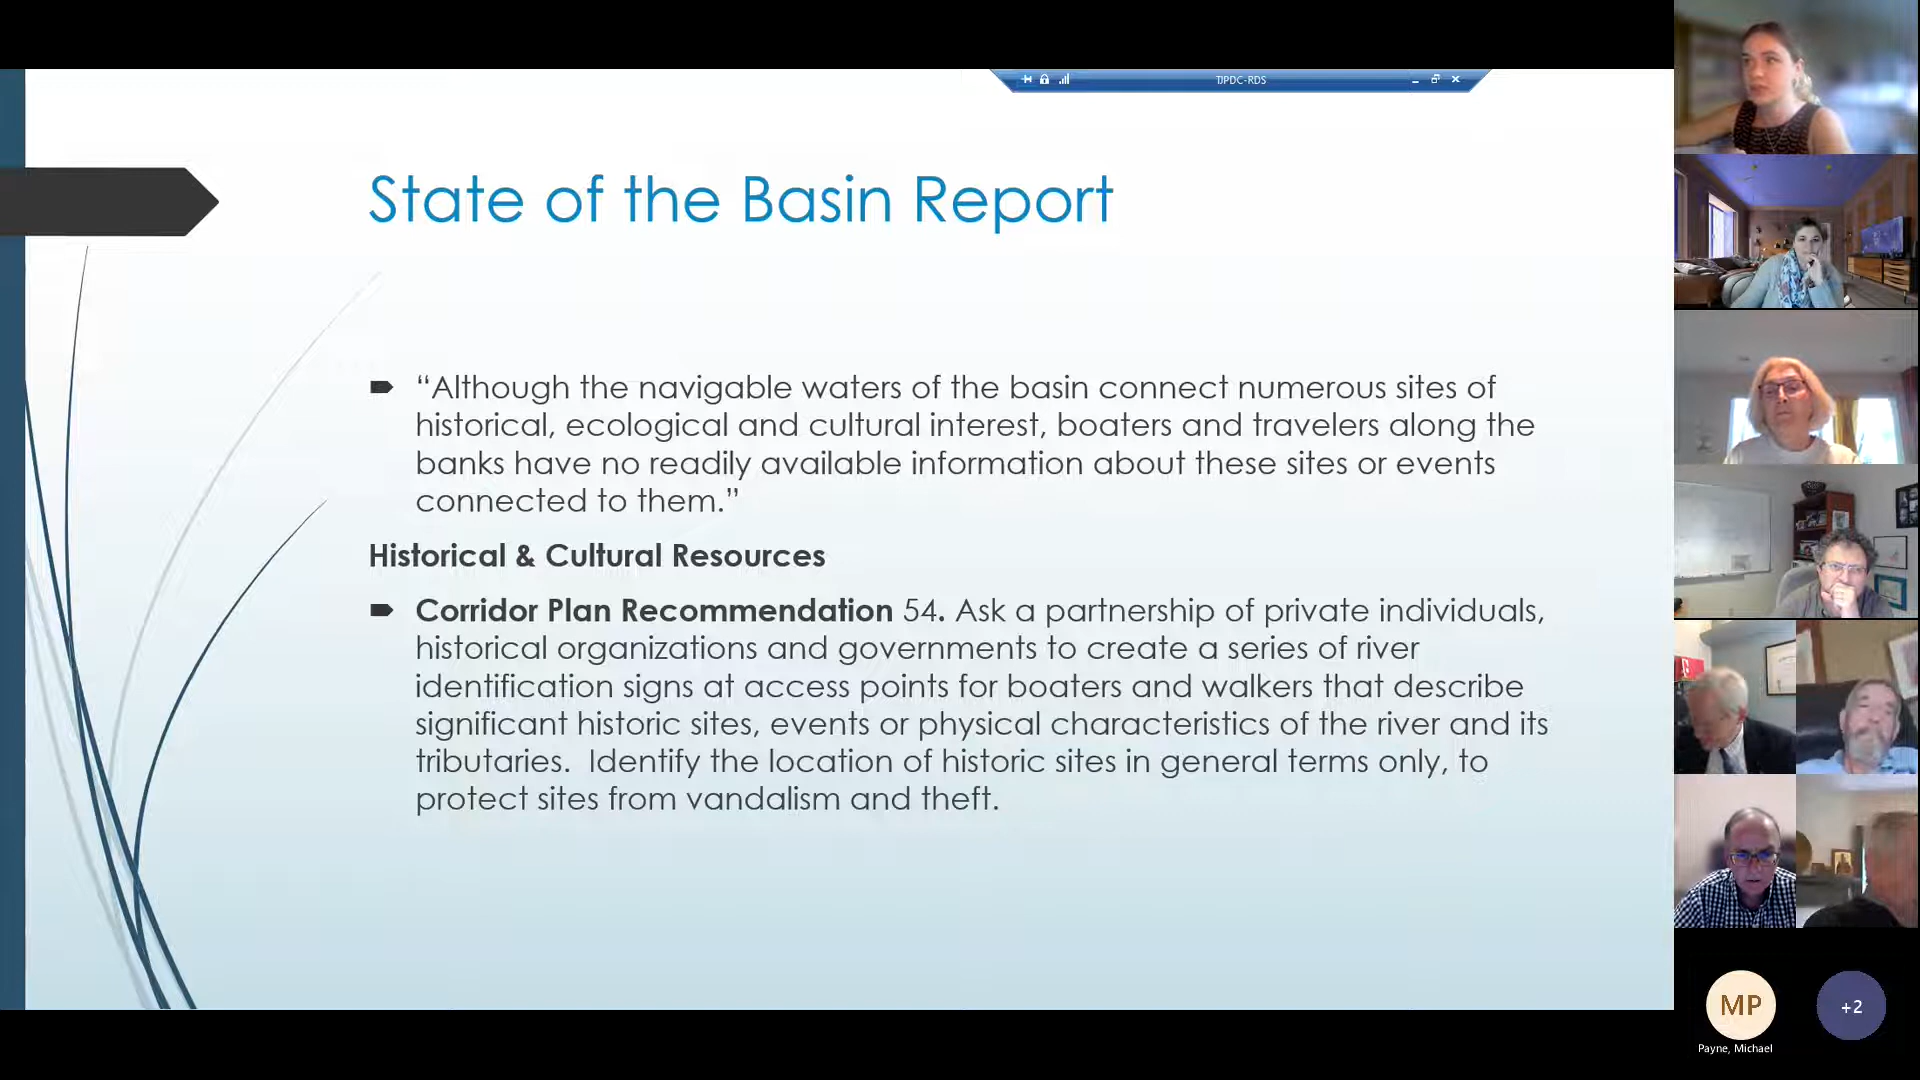 TJPDC-RDS
State of the Basin Report
“Although the navigable waters of the basin connect numerous sites of
historical, ecological and cultural interest, boaters and travelers along the
banks have no readily available information about these sites or events
connected to them.”
Historical & Cultural Resources
Corridor Plan Recommendation 54. Ask a partnership of private individuals,
historical organizations and governments to create a series of river
identification signs at access points for boaters and walkers that describe
significant historic sites, events or physical characteristics of the river and its
tributaries.  Identify the location of historic sites in general terms only, to
protect sites from vandalism and theft.
MP
+2
Payne, Michael